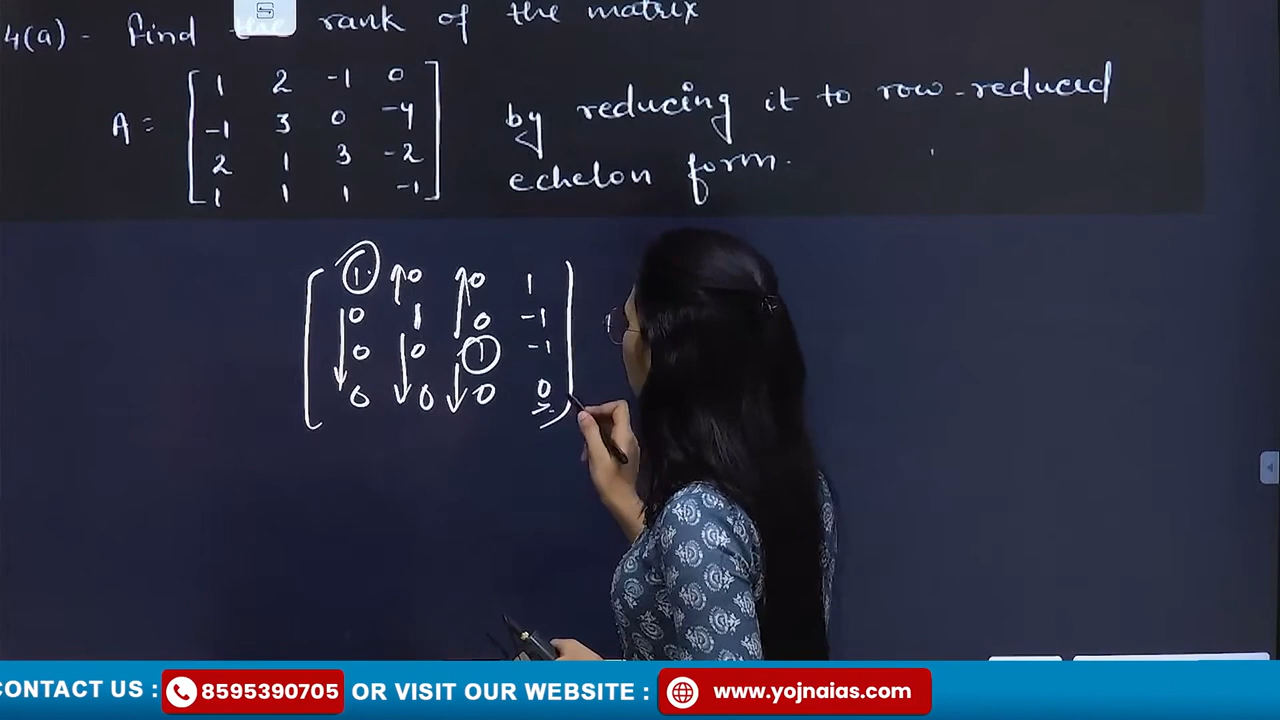 4(a) - Find the rank of the matrix
A = [ 1 2 -1 0
-1 3 0 -4
2 1 3 -2
1 1 1 -1 ]
by reducing it to row-reduced
echelon form.
1 0 0 1
0 1 0 -1
0 0 1 -1
0 0 0 0
CONTACT US : 8595390705 OR VISIT OUR WEBSITE : www.yojnaias.com